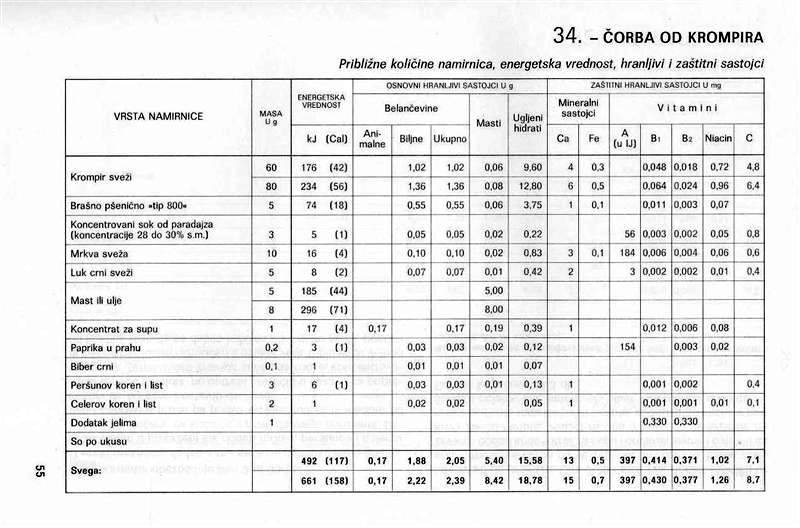 34. – ČORBA OD KROMPIRA
Približne količine namirnica, energetska vrednost, hranljivi i zaštitni sastojci
VRSTA NAMIRNICE MASA U g ENERGETSKA VREDNOST OSNOVNI HRANLJIVI SASTOJCI U g ZAŠTITNI HRANLJIVI SASTOJCI U mg
Belančevine Masti Ugljeni hidrati Mineralni sastojci Vitamini
kJ (Cal) Ani-malne Biljne Ukupno Ca Fe A (u IJ) B1 B2 Niacin C
Krompir sveži 60 176 (42) 1,02 1,02 0,06 9,60 4 0,3 0,048 0,018 0,72 4,8
80 234 (56) 1,36 1,36 0,08 12,80 6 0,5 0,064 0,024 0,96 6,4
Brašno pšenično »tip 800« 5 74 (18) 0,55 0,55 0,06 3,75 1 0,1 0,011 0,003 0,07
Koncentrovani sok od paradajza
(koncentracije 28 do 30% s.m.) 3 5 (1) 0,05 0,05 0,02 0,22 56 0,003 0,002 0,05 0,8
Mrkva sveža 10 16 (4) 0,10 0,10 0,02 0,83 3 0,1 184 0,006 0,004 0,06 0,6
Luk crni sveži 5 8 (2) 0,07 0,07 0,01 0,42 2 3 0,002 0,002 0,01 0,4
Mast ili ulje 5 185 (44) 5,00
8 296 (71) 8,00
Koncentrat za supu 1 17 (4) 0,17 0,17 0,19 0,39 1 0,012 0,006 0,08
Paprika u prahu 0,2 3 (1) 0,03 0,03 0,02 0,12 154 0,003 0,02
Biber crni 0,1 1 0,01 0,01 0,01 0,07
Peršunov koren i list 3 6 (1) 0,03 0,03 0,01 0,13 1 0,001 0,002 0,4
Celerov koren i list 2 1 0,02 0,02 0,05 1 0,001 0,001 0,01 0,1
Dodatak jelima 1 0,330 0,330
So po ukusu
Svega: 492 (117) 0,17 1,88 2,05 5,40 15,58 13 0,5 397 0,414 0,371 1,02 7,1
661 (158) 0,17 2,22 2,39 8,42 18,78 15 0,7 397 0,430 0,377 1,26 8,7
55